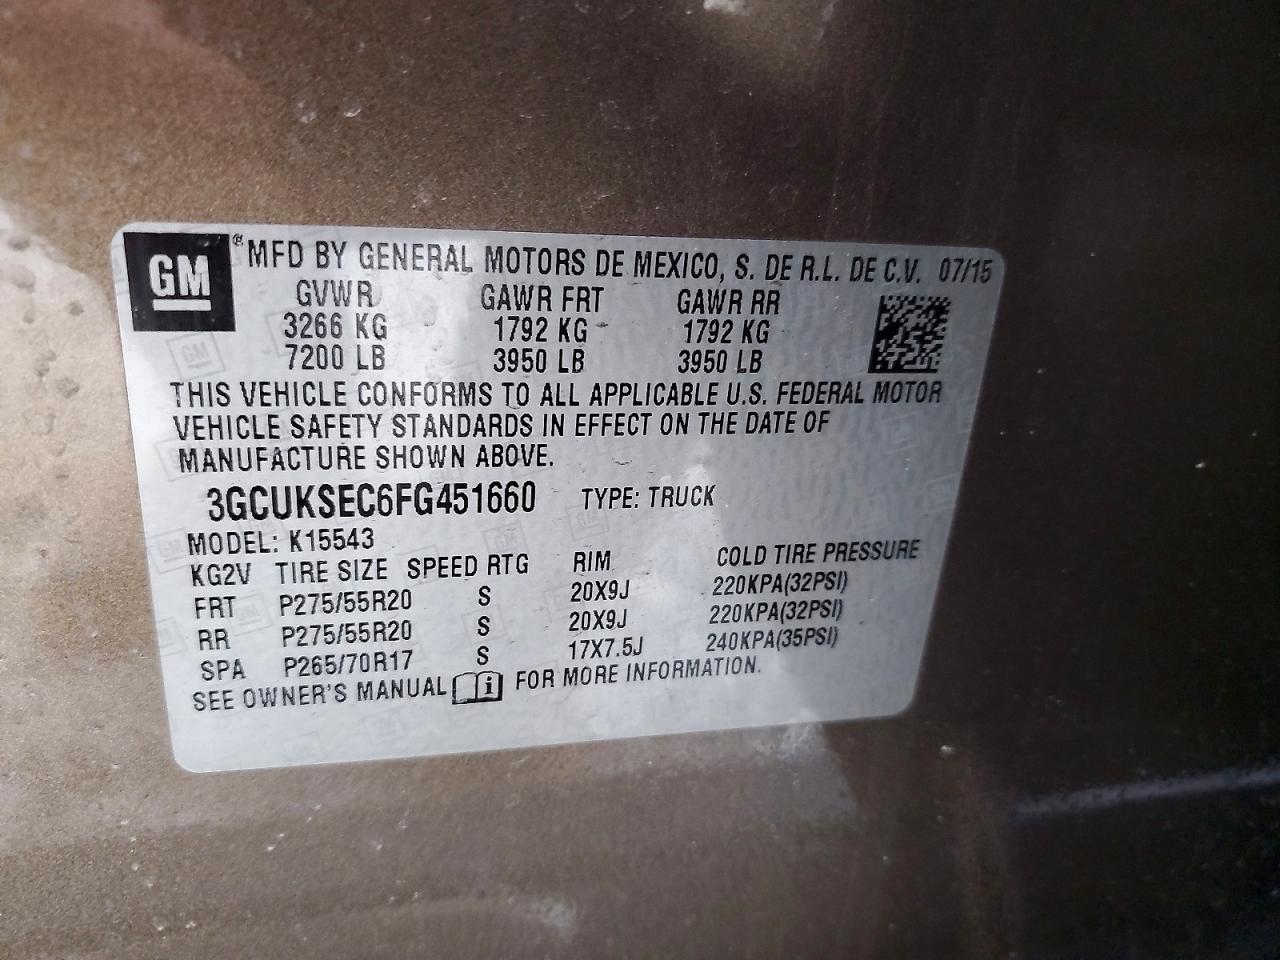 GM ® MFD BY GENERAL MOTORS DE MEXICO, S. DE R.L. DE C.V. 07/15
GVWR GAWR FRT GAWR RR
3266 KG 1792 KG 1792 KG
7200 LB 3950 LB 3950 LB
THIS VEHICLE CONFORMS TO ALL APPLICABLE U.S. FEDERAL MOTOR
VEHICLE SAFETY STANDARDS IN EFFECT ON THE DATE OF
MANUFACTURE SHOWN ABOVE.
3GCUKSEC6FG451660 TYPE: TRUCK
MODEL: K15543
KG2V TIRE SIZE SPEED RTG RIM COLD TIRE PRESSURE
FRT P275/55R20 S 20X9J 220KPA(32PSI)
RR P275/55R20 S 20X9J 220KPA(32PSI)
SPA P265/70R17 S 17X7.5J 240KPA(35PSI)
SEE OWNER'S MANUAL i FOR MORE INFORMATION.